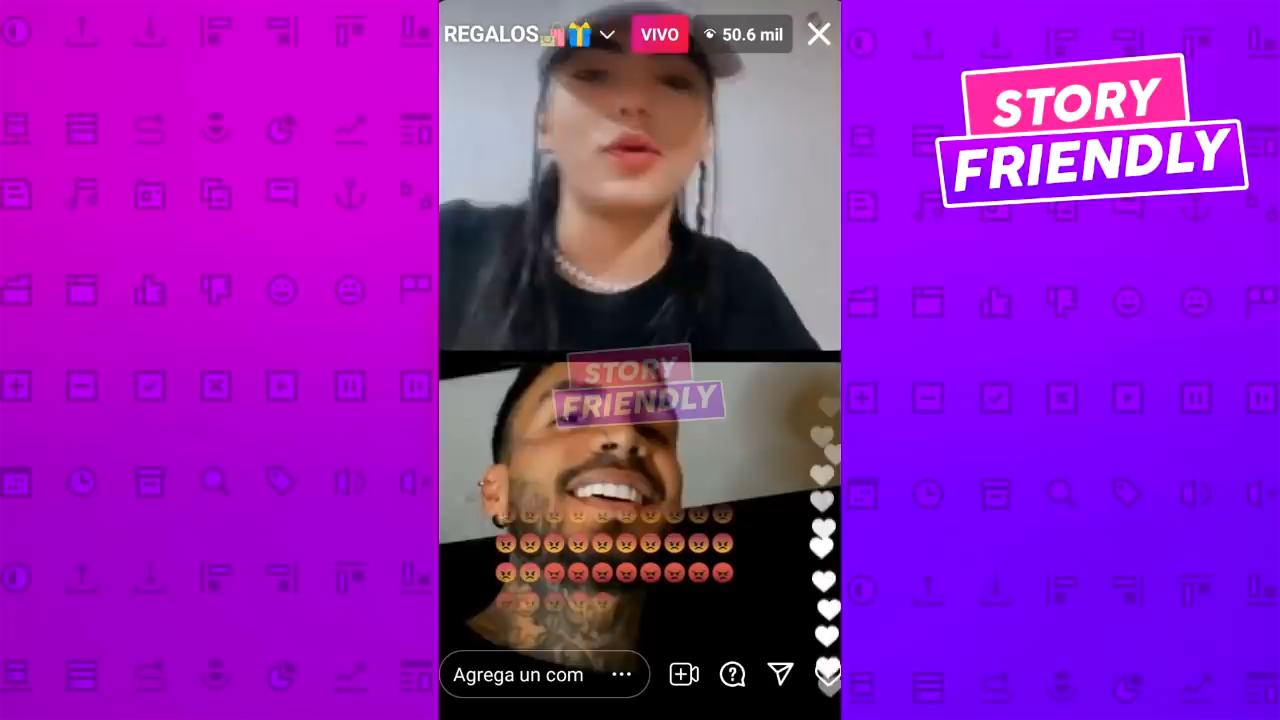 REGALOS
VIVO
50.6 mil
STORY
FRIENDLY
STORY
FRIENDLY
Agrega un com